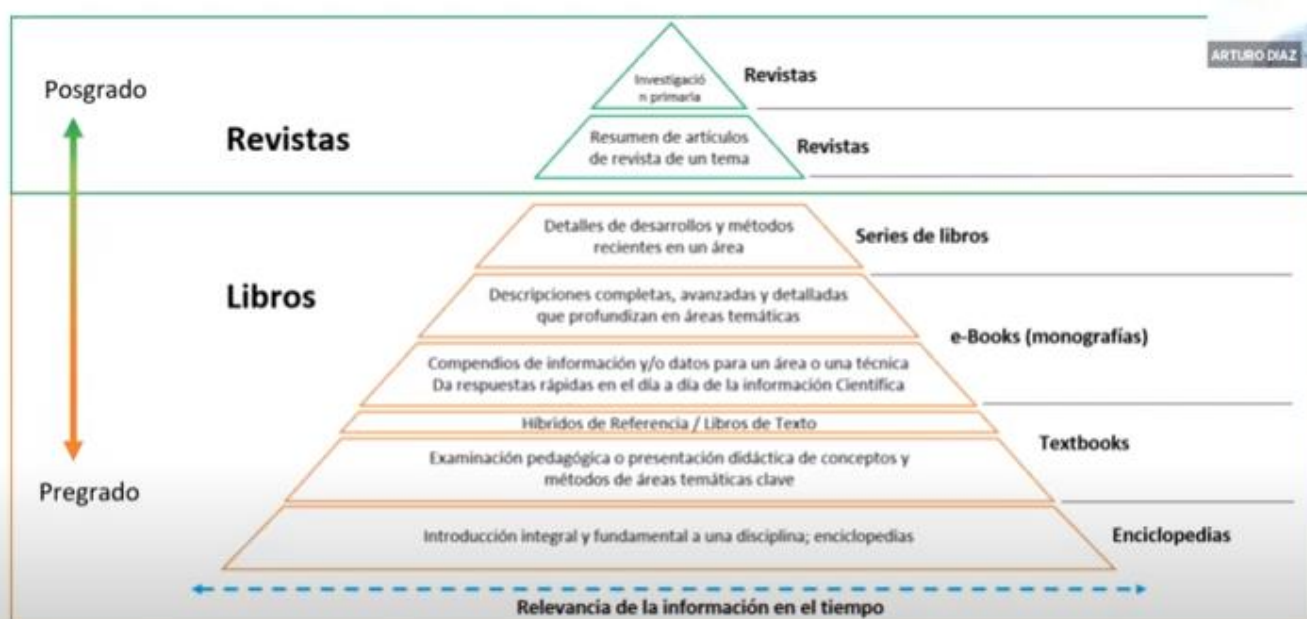 ARTURO DIAZ
Posgrado
Revistas
Investigació
n primaria
Revistas
Resumen de artículos
de revista de un tema
Revistas
Libros
Detalles de desarrollos y métodos
recientes en un área
Series de libros
Descripciones completas, avanzadas y detalladas
que profundizan en áreas temáticas
e-Books (monografías)
Compendios de información y/o datos para un área o una técnica
Da respuestas rápidas en el día a día de la información Científica
Híbridos de Referencia / Libros de Texto
Textbooks
Examinación pedagógica o presentación didáctica de conceptos y
métodos de áreas temáticas clave
Pregrado
Introducción integral y fundamental a una disciplina; enciclopedias
Enciclopedias
Relevancia de la información en el tiempo